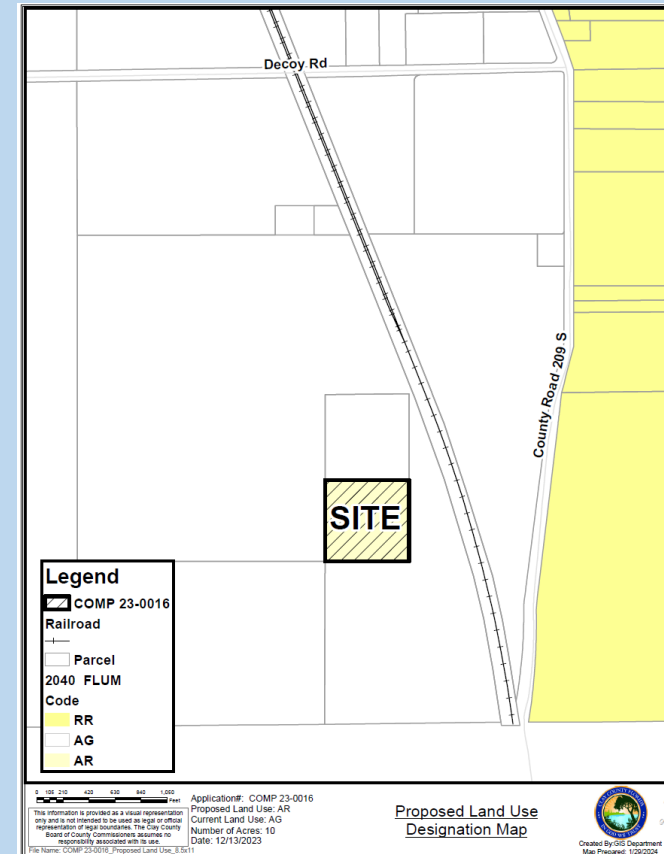 Decoy Rd
County Road 209 S
SITE
Legend
COMP 23-0016
Railroad
Parcel
2040 FLUM
Code
RR
AG
AR
0 105 210 420 630 840 1,050
Feet
This information is provided as a visual representation
only and is not intended to be used as legal or official
representation of legal boundaries. The Clay County
Board of County Commissioners assumes no
responsibility associated with its use.
File Name: COMP 23-0016_Proposed Land Use_8.5x11
Application#: COMP 23-0016
Proposed Land Use: AR
Current Land Use: AG
Number of Acres: 10
Date: 12/13/2023
Proposed Land Use
Designation Map
Created By:GIS Department
Map Prepared: 1/29/2024